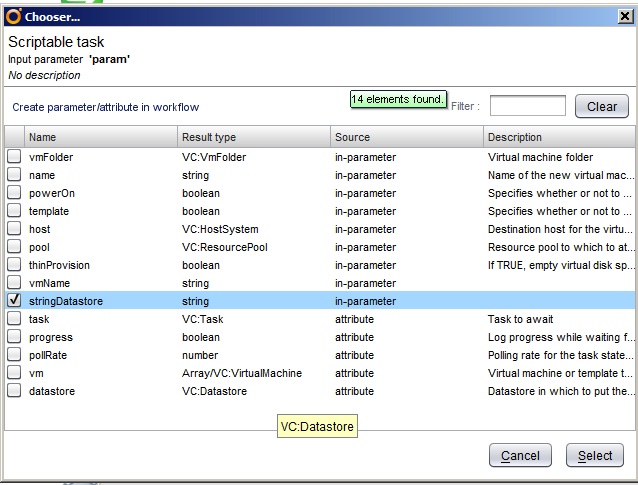 Chooser...
Scriptable task
Input parameter 'param'
No description
Create parameter/attribute in workflow
14 elements found.
Filter :
Clear
Name Result type Source Description
vmFolder VC:VmFolder in-parameter Virtual machine folder
name string in-parameter Name of the new virtual mac...
powerOn boolean in-parameter Specifies whether or not to ...
template boolean in-parameter Specifies whether or not to ...
host VC:HostSystem in-parameter Destination host for the virtu...
pool VC:ResourcePool in-parameter Resource pool to which to at...
thinProvision boolean in-parameter If TRUE, empty virtual disk sp...
vmName string in-parameter
stringDatastore string in-parameter
task VC:Task attribute Task to await
progress boolean attribute Log progress while waiting f...
pollRate number attribute Polling rate for the task state...
vm Array/VC:VirtualMachine attribute Virtual machine or template t...
datastore VC:Datastore attribute Datastore in which to put the...
VC:Datastore
Cancel Select